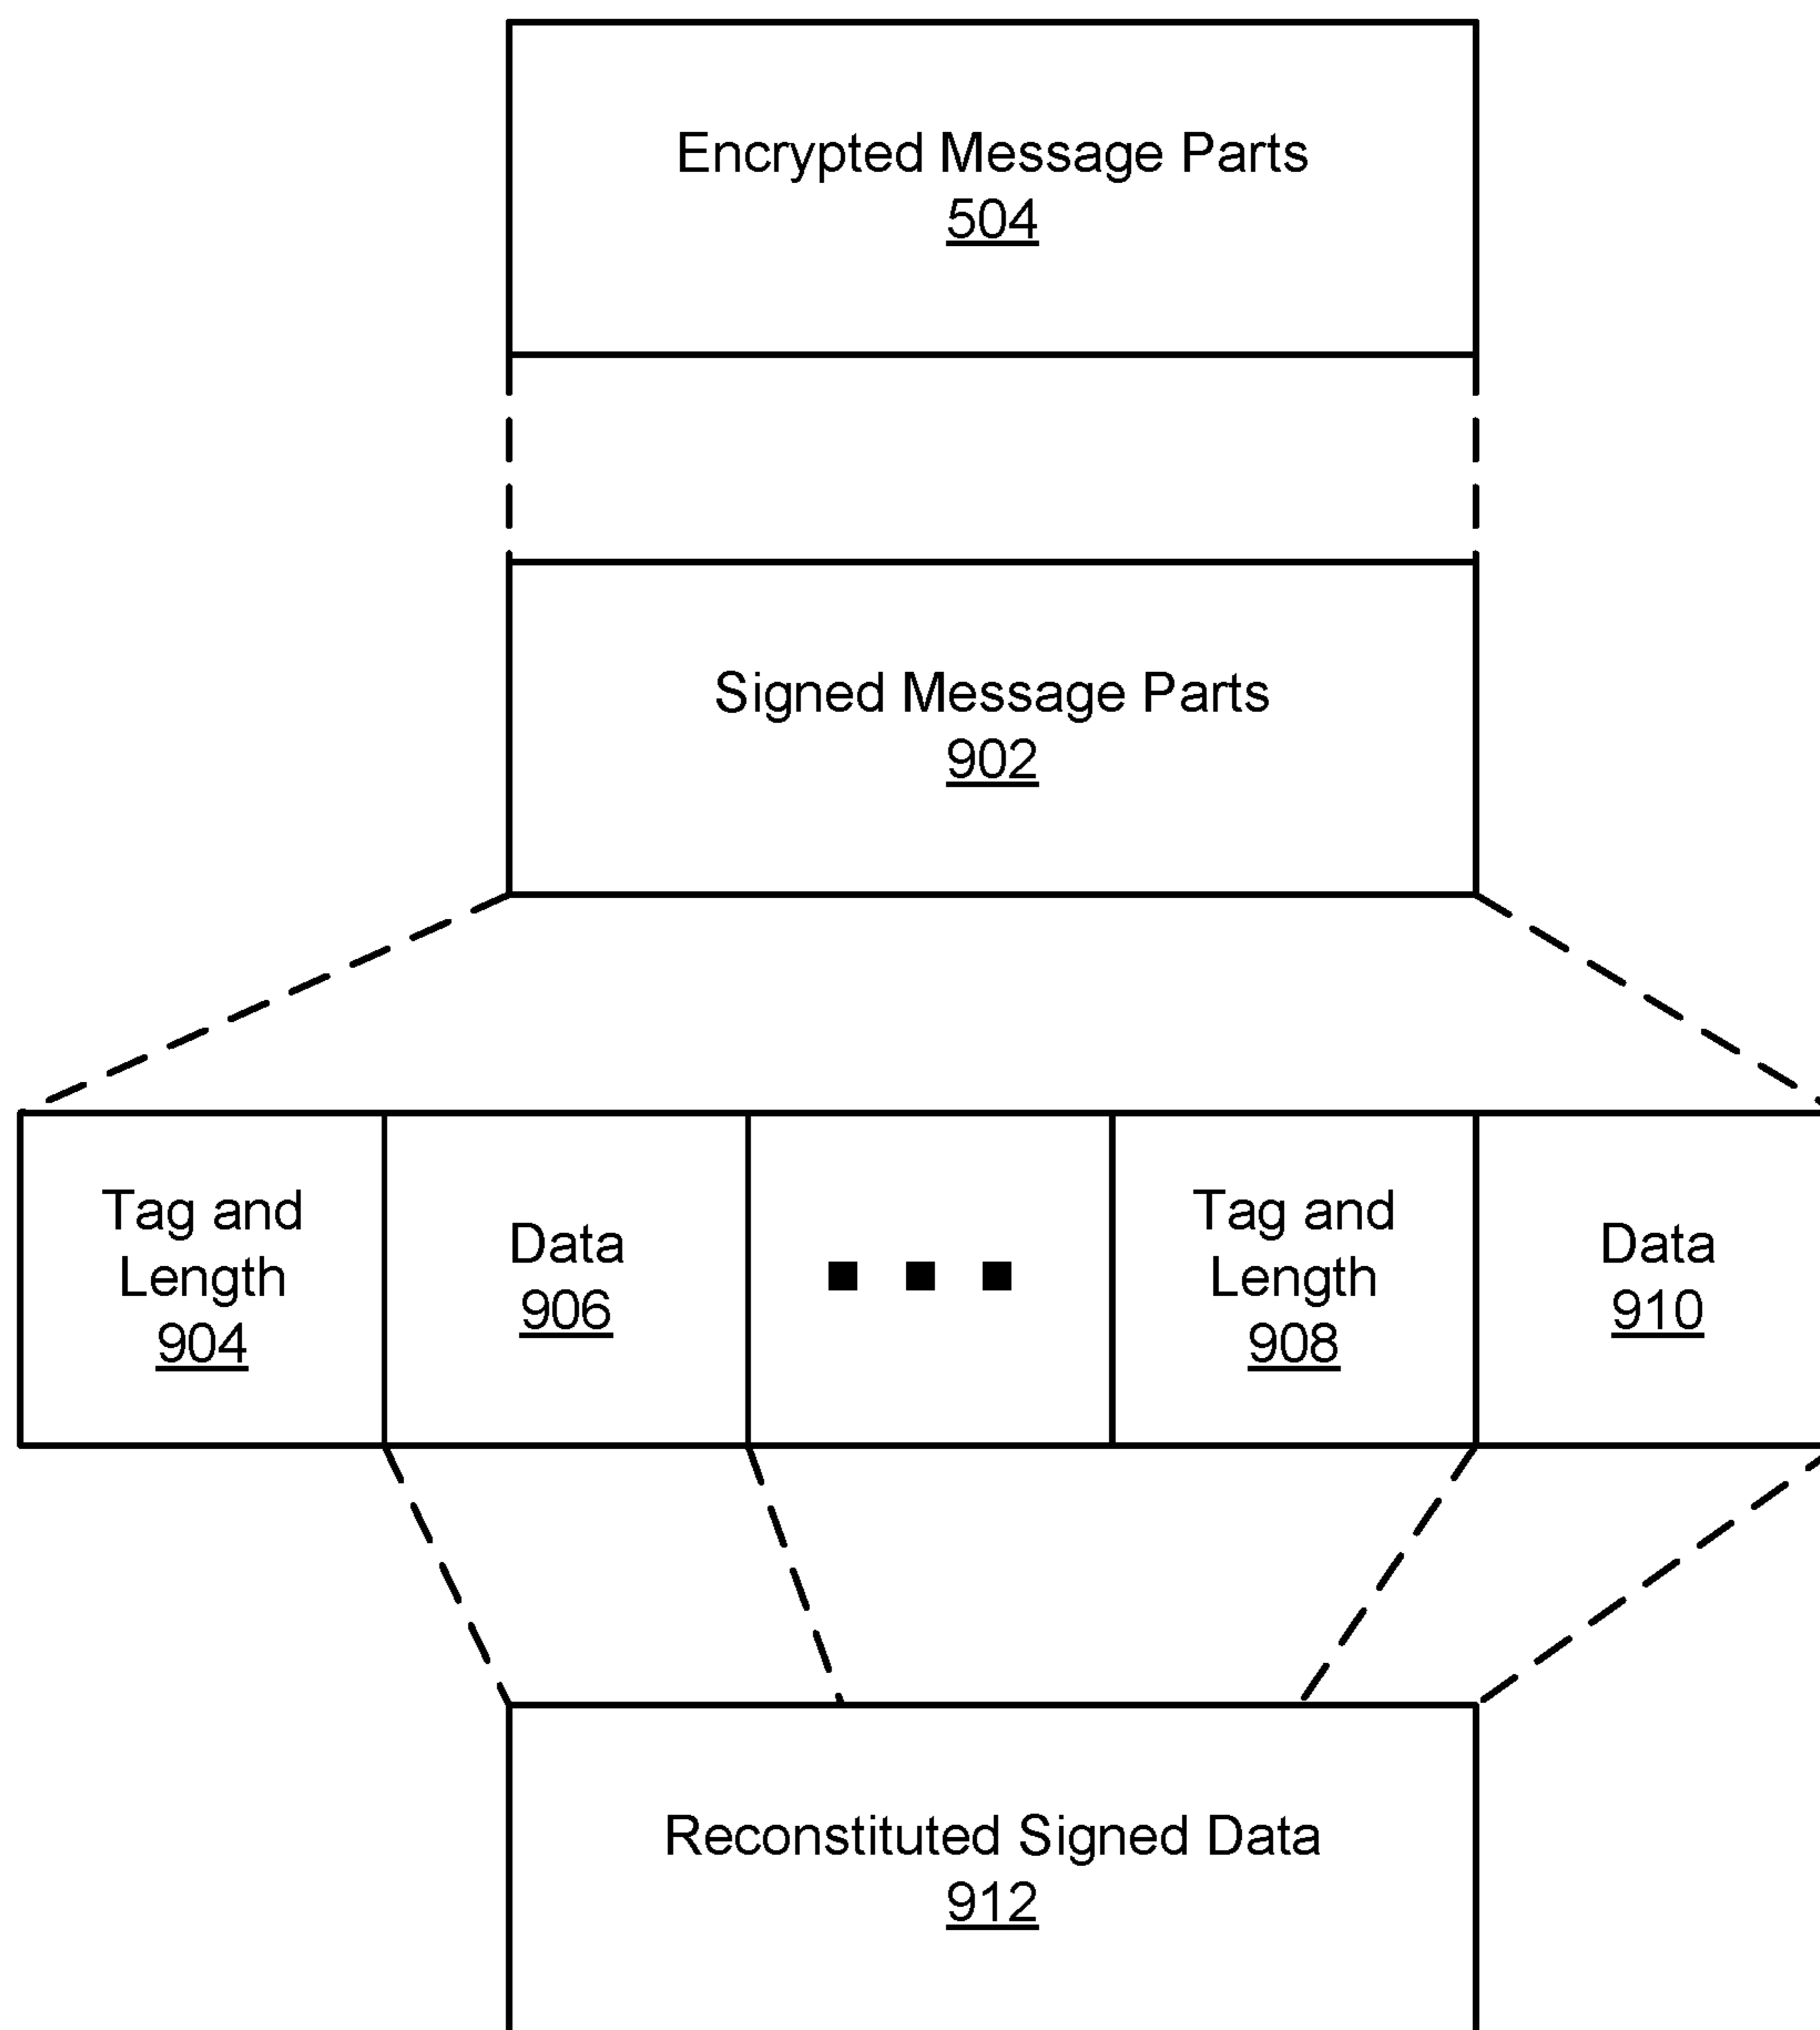 Encrypted Message Parts
504
Signed Message Parts
902
Tag and
Length
904
Data
906
Tag and
Length
908
Data
910
Reconstituted Signed Data
912